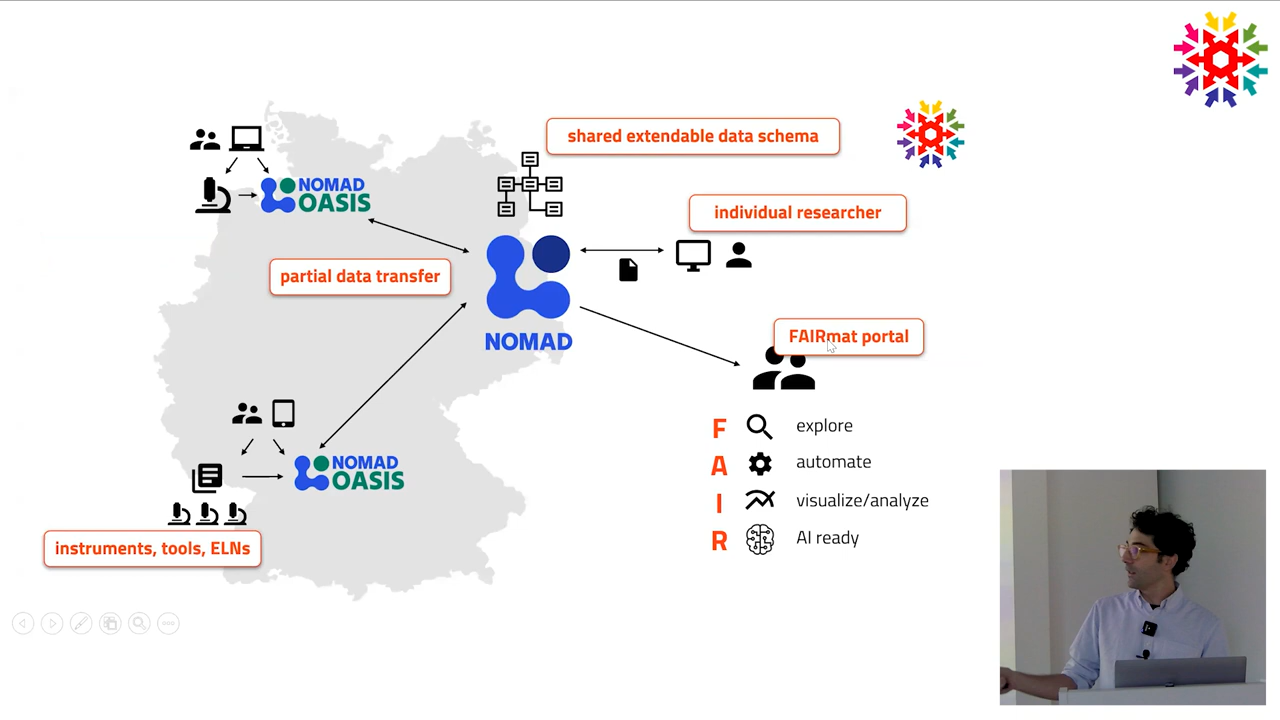 shared extendable data schema
NOMAD
OASIS
individual researcher
partial data transfer
NOMAD
FAIRmat portal
F explore
A automate
I visualize/analyze
R AI ready
NOMAD
OASIS
instruments, tools, ELNs